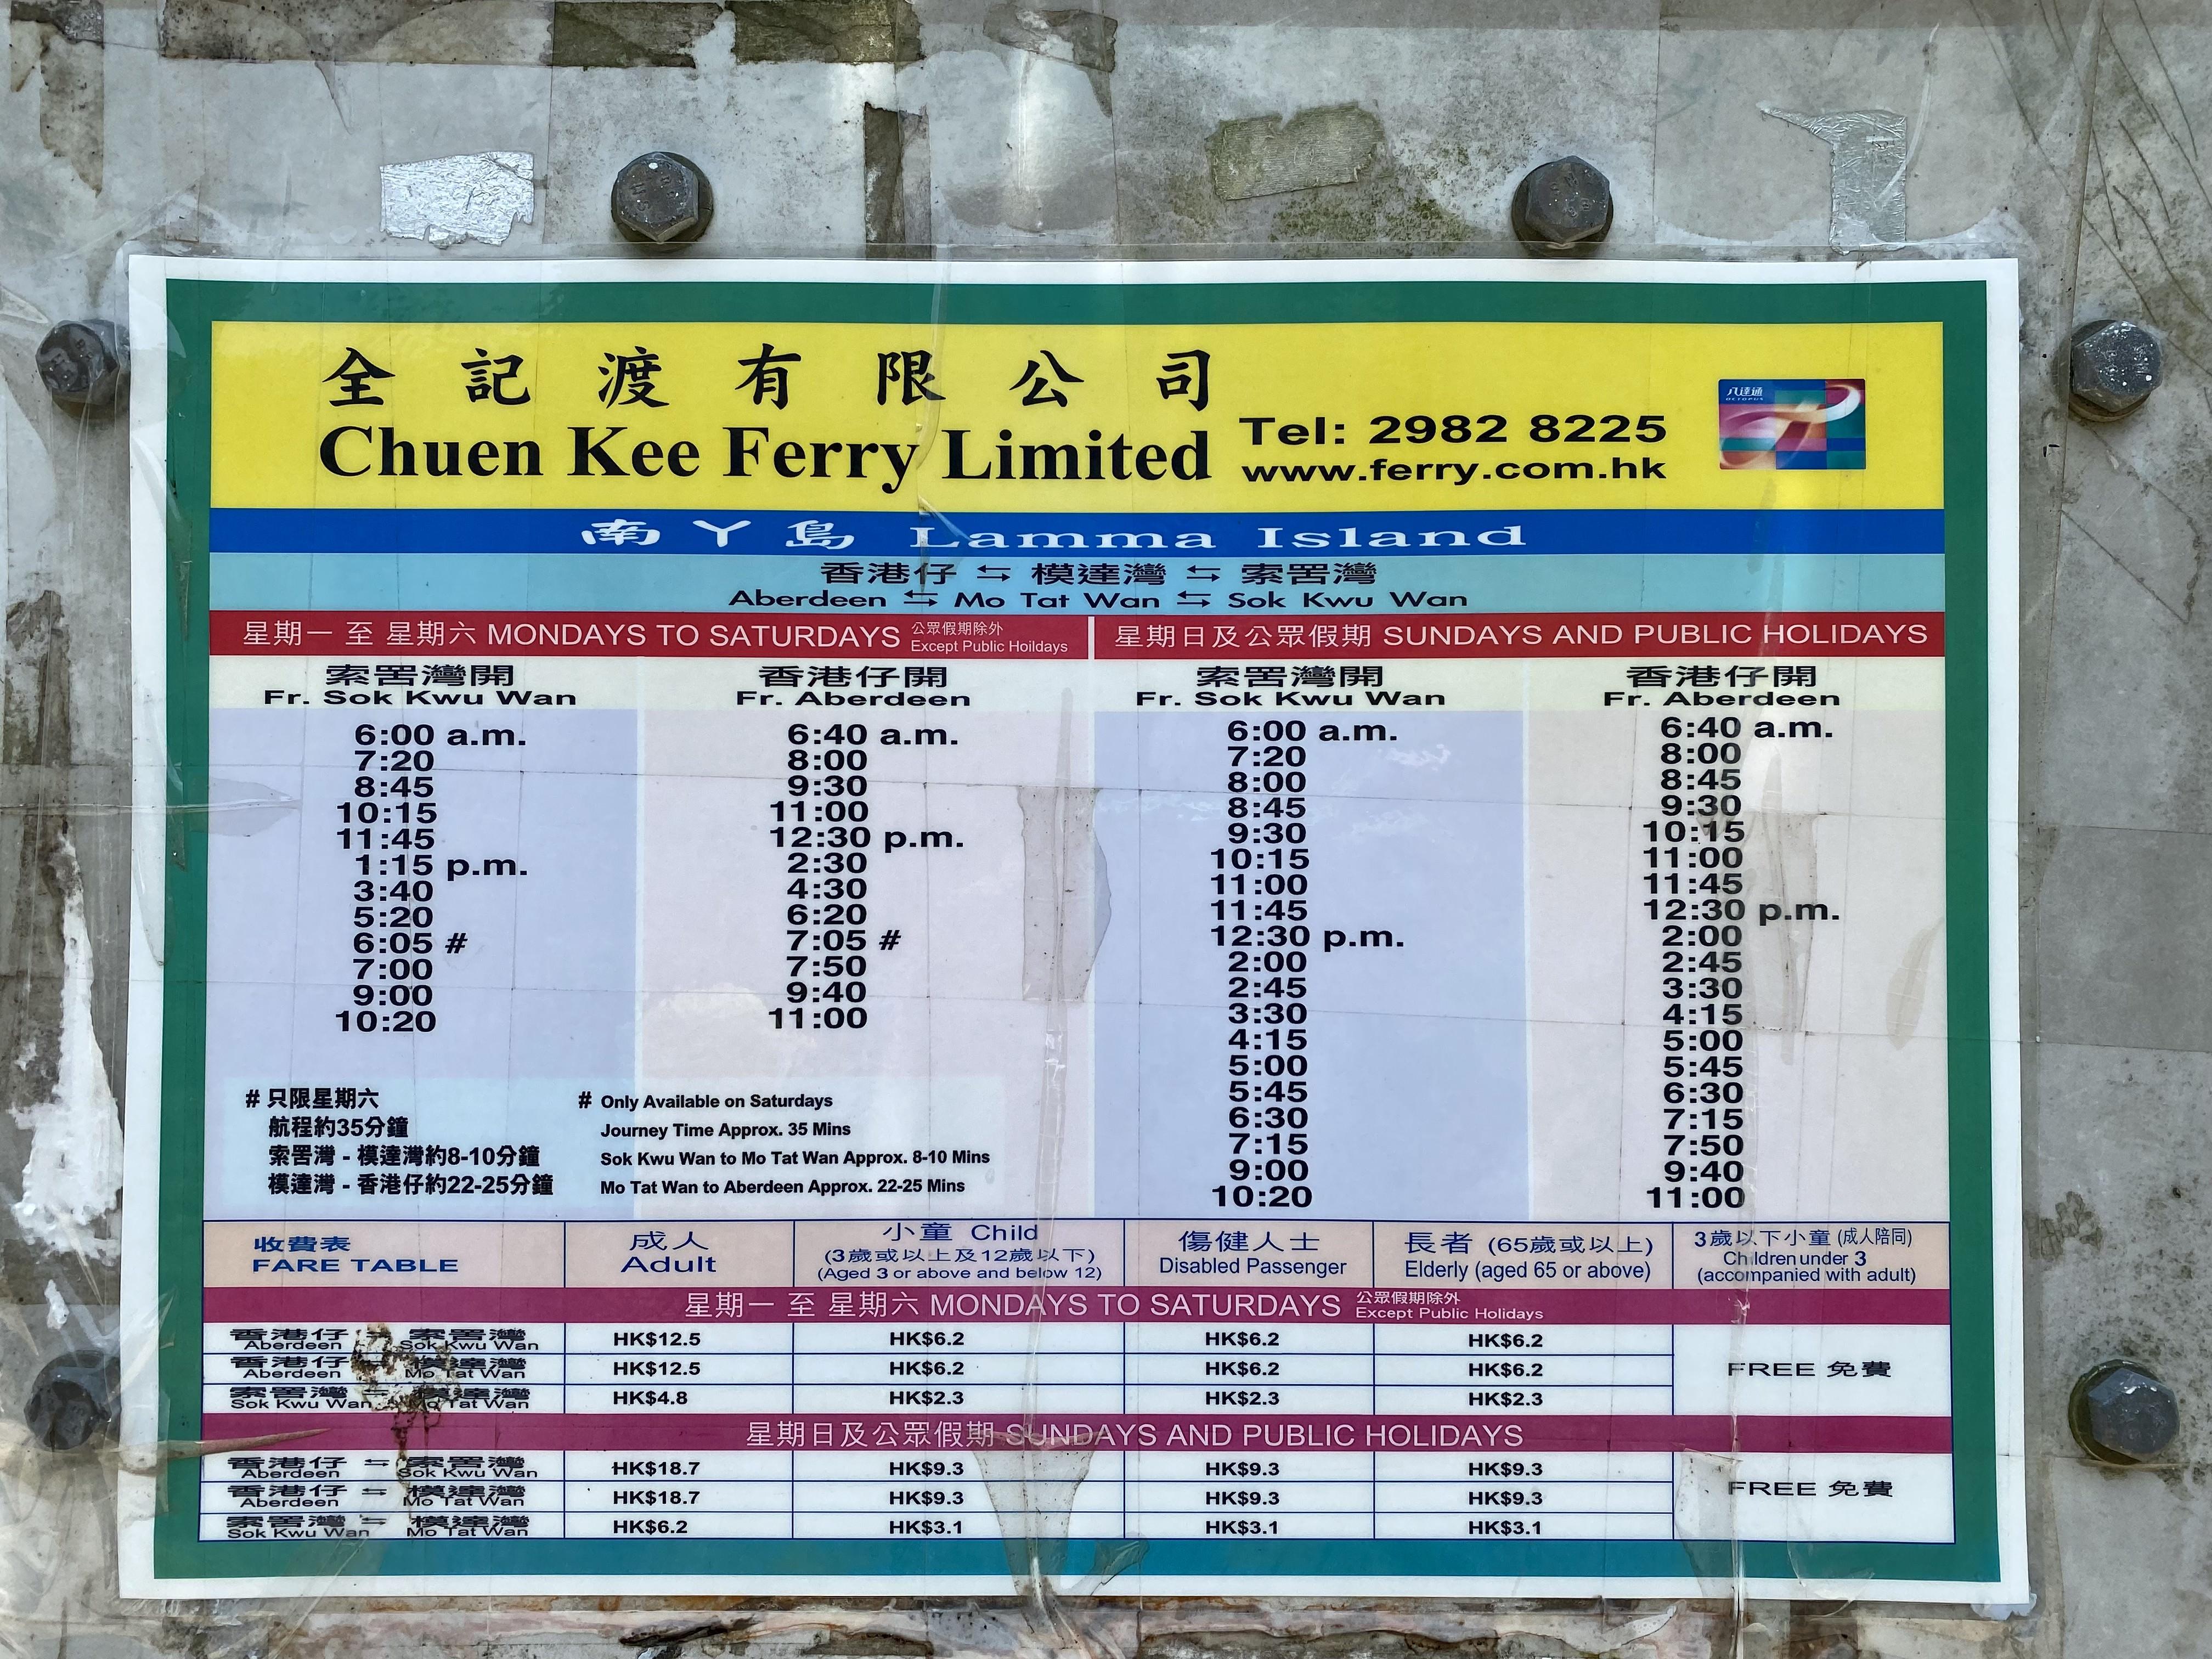 全記渡有限公司
Chuen Kee Ferry Limited
Tel: 2982 8225
www.ferry.com.hk
八達通
OCTOPUS
南丫島 Lamma Island
香港仔 ⇆ 模達灣 ⇆ 索罟灣
Aberdeen ⇆ Mo Tat Wan ⇆ Sok Kwu Wan
星期一 至 星期六 MONDAYS TO SATURDAYS 公眾假期除外 Except Public Hoildays
索罟灣開
Fr. Sok Kwu Wan
6:00 a.m.
7:20
8:45
10:15
11:45
1:15 p.m.
3:40
5:20
6:05 #
7:00
9:00
10:20
香港仔開
Fr. Aberdeen
6:40 a.m.
8:00
9:30
11:00
12:30 p.m.
2:30
4:30
6:20
7:05 #
7:50
9:40
11:00
# 只限星期六
航程約35分鐘
索罟灣 - 模達灣約8-10分鐘
模達灣 - 香港仔約22-25分鐘
# Only Available on Saturdays
Journey Time Approx. 35 Mins
Sok Kwu Wan to Mo Tat Wan Approx. 8-10 Mins
Mo Tat Wan to Aberdeen Approx. 22-25 Mins
星期日及公眾假期 SUNDAYS AND PUBLIC HOLIDAYS
索罟灣開
Fr. Sok Kwu Wan
6:00 a.m.
7:20
8:00
8:45
9:30
10:15
11:00
11:45
12:30 p.m.
2:00
2:45
3:30
4:15
5:00
5:45
6:30
7:15
9:00
10:20
香港仔開
Fr. Aberdeen
6:40 a.m.
8:00
8:45
9:30
10:15
11:00
11:45
12:30 p.m.
2:00
2:45
3:30
4:15
5:00
5:45
6:30
7:15
7:50
9:40
11:00
收費表
FARE TABLE
成人
Adult
小童 Child
(3歲或以上及12歲以下)
(Aged 3 or above and below 12)
傷健人士
Disabled Passenger
長者 (65歲或以上)
Elderly (aged 65 or above)
3歲以下小童 (成人陪同)
Children under 3
(accompanied with adult)
星期一 至 星期六 MONDAYS TO SATURDAYS 公眾假期除外 Except Public Holidays
香港仔 ⇆ 索罟灣
Aberdeen Sok Kwu Wan
HK$12.5 HK$6.2 HK$6.2 HK$6.2
香港仔 模達灣
Aberdeen Mo Tat Wan
HK$12.5 HK$6.2 HK$6.2 HK$6.2
索罟灣 ⇆ 模達灣
Sok Kwu Wan Mo Tat Wan
HK$4.8 HK$2.3 HK$2.3 HK$2.3
FREE 免費
星期日及公眾假期 SUNDAYS AND PUBLIC HOLIDAYS
香港仔 ⇆ 索罟灣
Aberdeen Sok Kwu Wan
HK$18.7 HK$9.3 HK$9.3 HK$9.3
香港仔 ⇆ 模達灣
Aberdeen Mo Tat Wan
HK$18.7 HK$9.3 HK$9.3 HK$9.3
索罟灣 ⇆ 模達灣
Sok Kwu Wan Mo Tat Wan
HK$6.2 HK$3.1 HK$3.1 HK$3.1
FREE 免費